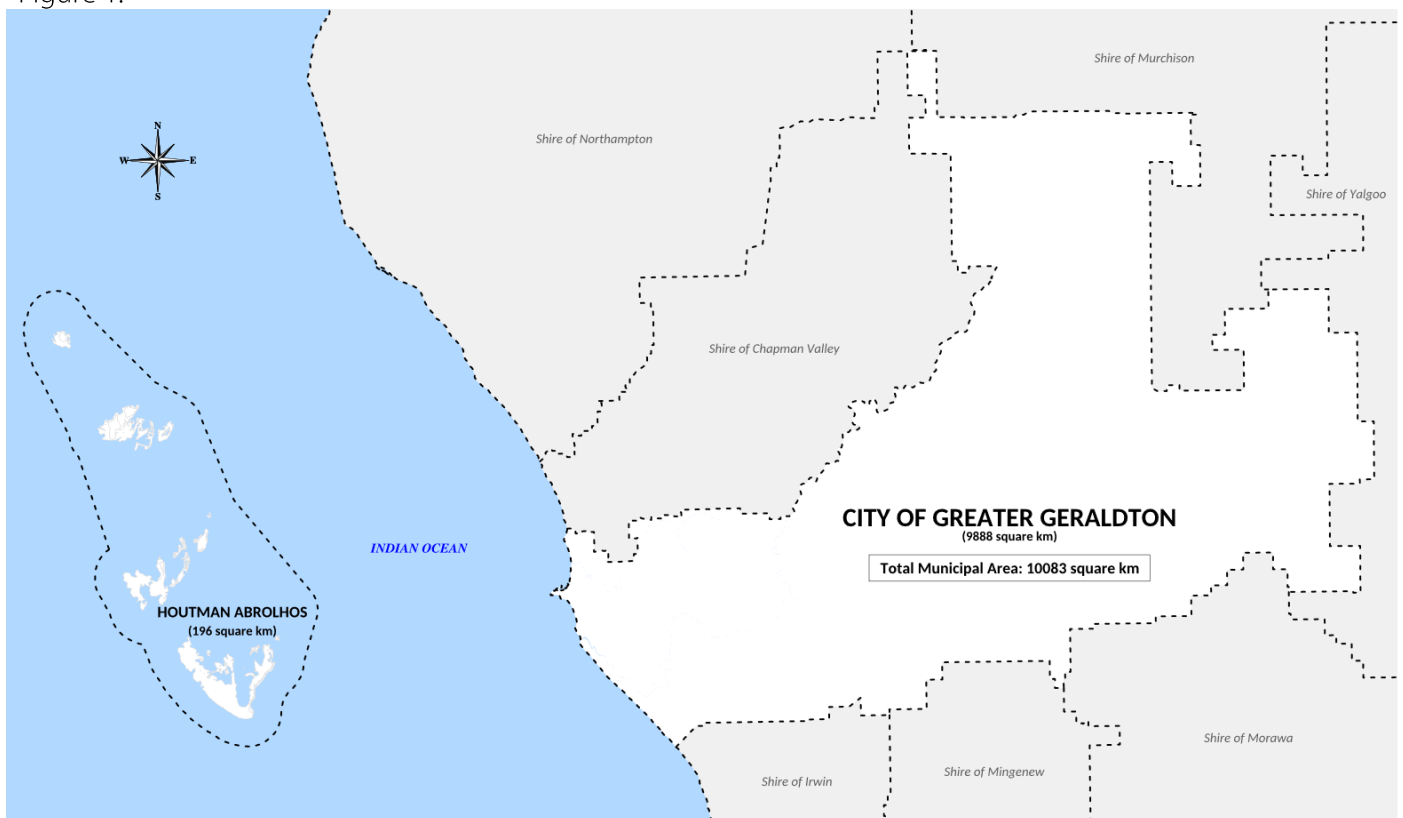 Figure 1.
Shire of Murchison
Shire of Northampton
N
W E
S
Shire of Yalgoo
Shire of Chapman Valley
CITY OF GREATER GERALDTON
(9888 square km)
INDIAN OCEAN
Total Municipal Area: 10083 square km
HOUTMAN ABROLHOS
(196 square km)
Shire of Morawa
Shire of Mingenew
Shire of Irwin